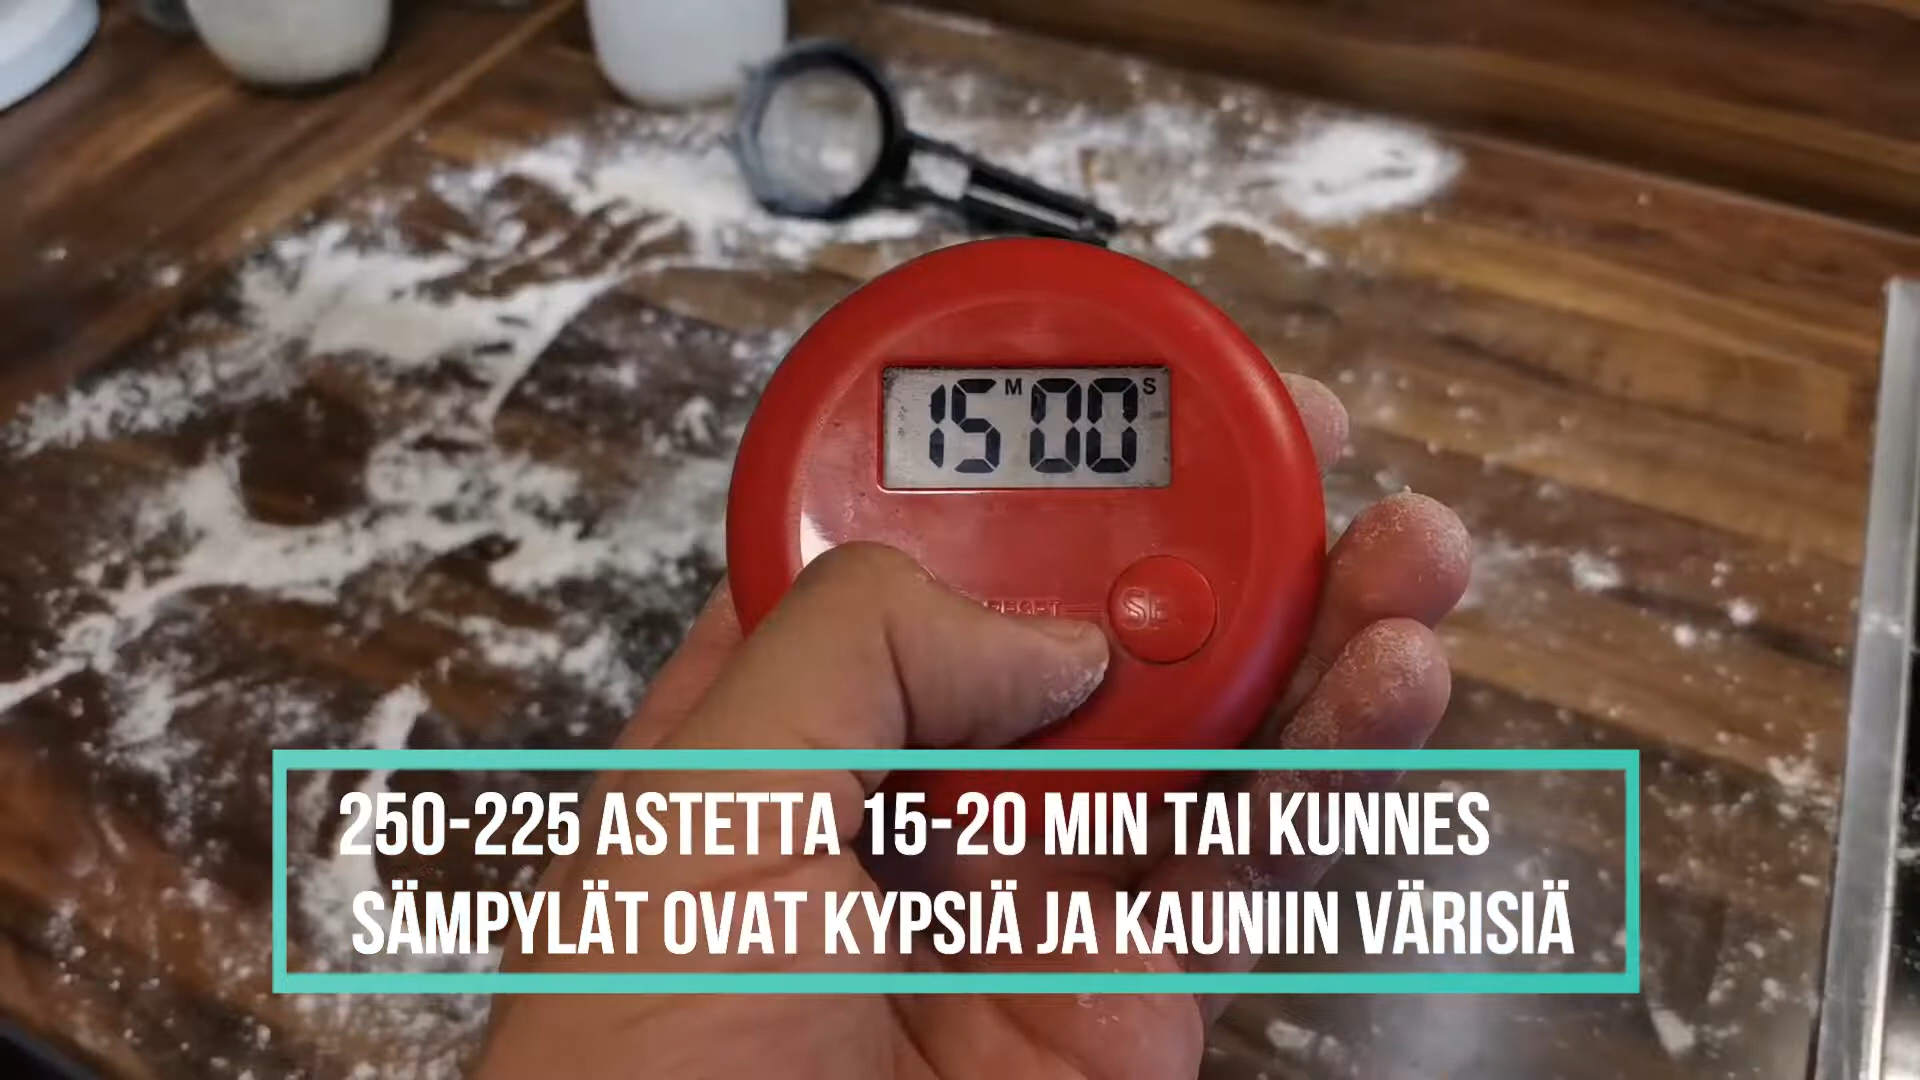 15 M 00 S
250-225 ASTETTA 15-20 MIN TAI KUNNES
SÄMPYLÄT OVAT KYPSIÄ JA KAUNIIN VÄRISIÄ